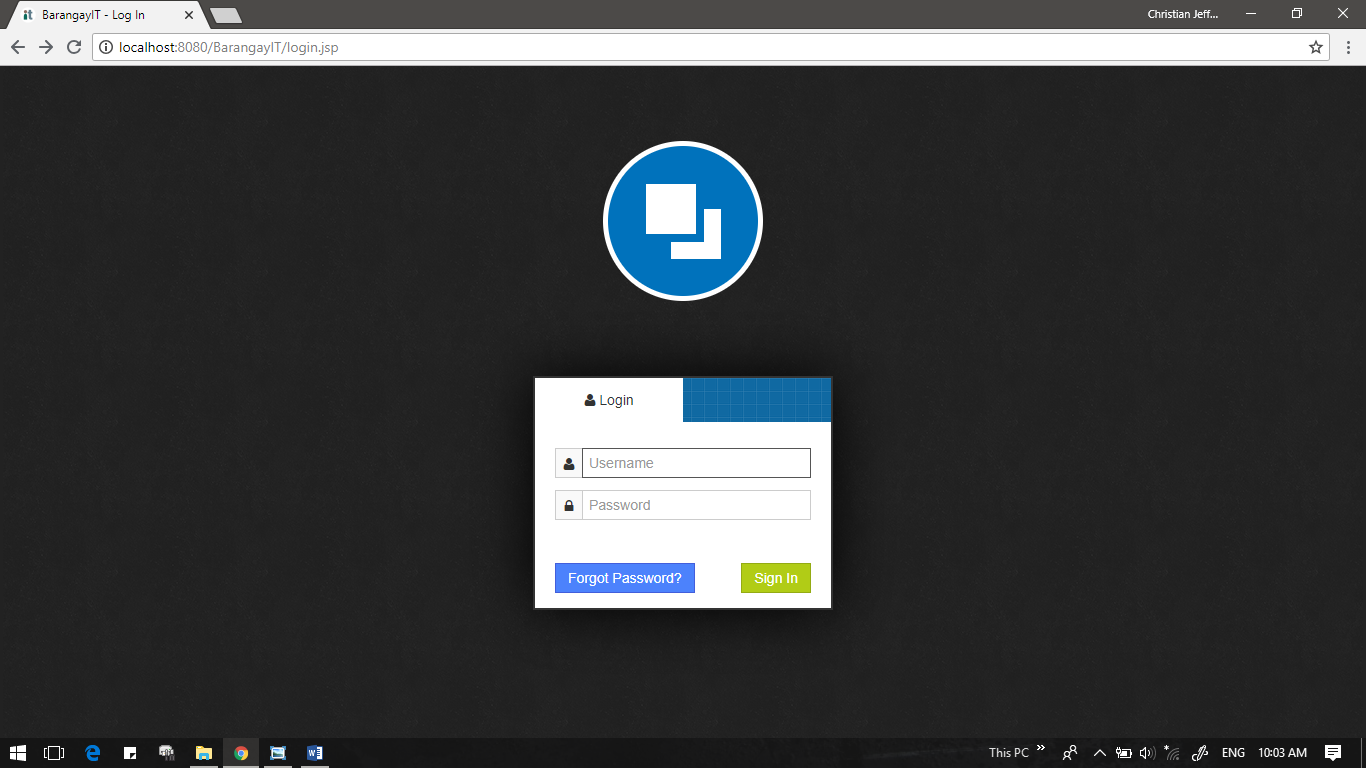 it BarangayIT - Log In
Christian Jeff...
localhost:8080/BarangayIT/login.jsp
Login
Username
Password
Forgot Password?
Sign In
This PC
ENG
10:03 AM